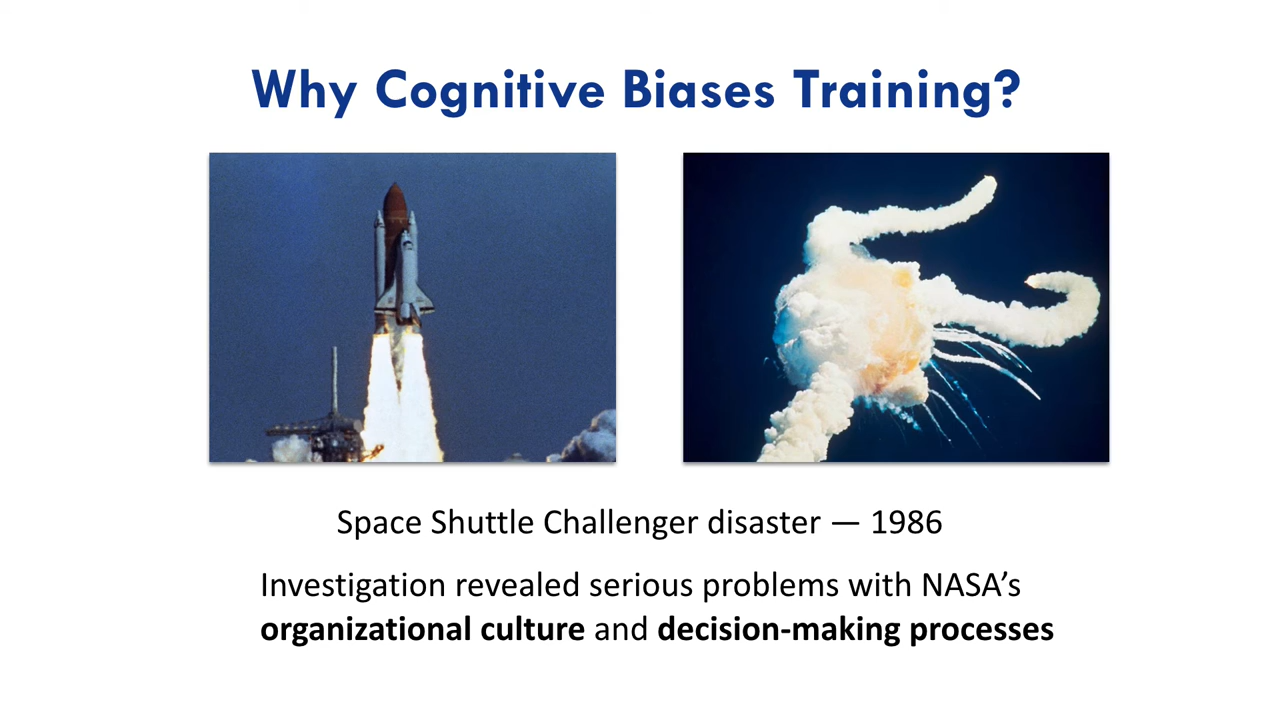 Why Cognitive Biases Training?
Space Shuttle Challenger disaster — 1986
Investigation revealed serious problems with NASA’s
organizational culture and decision-making processes